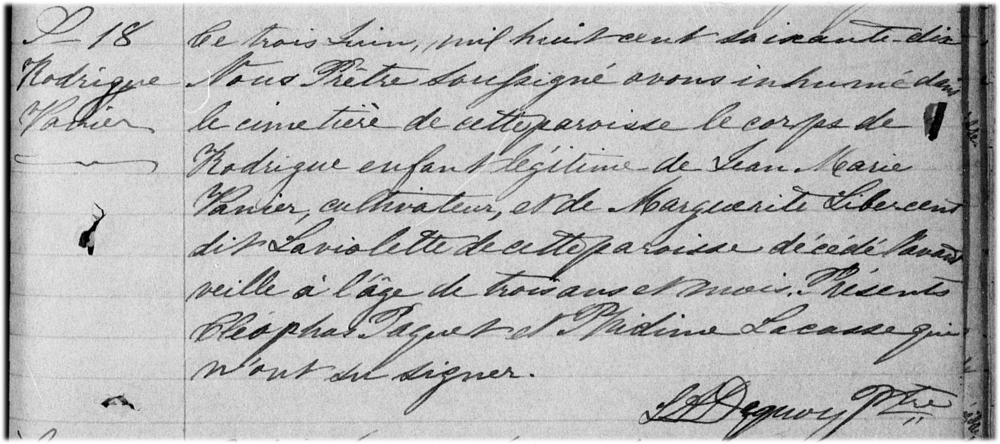 S 18
Rodrigue
Vanier
Ce trois Juin, mil huit cent soixante-dix
Nous Prêtre soussigné avons inhumé dans
le cimetière de cette paroisse le corps de
Rodrigue enfant légitime de Jean Marie
Vanier, cultivateur, et de Marguerite Libercent
dit Laviolette de cette paroisse décédé l'avant
veille à l'âge de trois ans et mois. Présents
Cléophas Paquet et Lacasse qui
n'ont su signer.
Dequoy Ptre